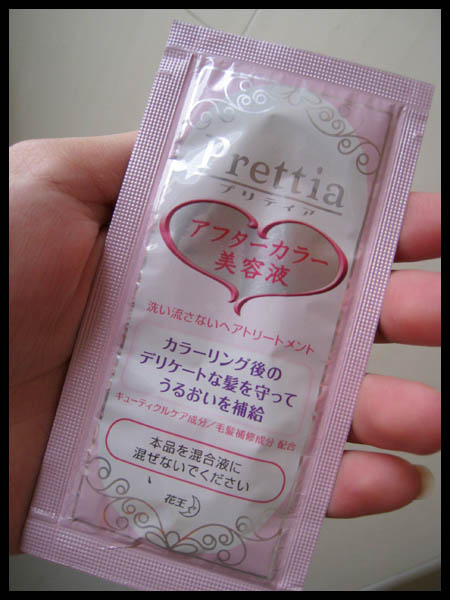 Prettia
プリティア
アフターカラー
美容液
洗い流さないヘアトリートメント
カラーリング後の
デリケートな髪を守って
うるおいを補給
キューティクルケア成分/毛髪補修成分 配合
本品を混合液に
混ぜないでください
花王